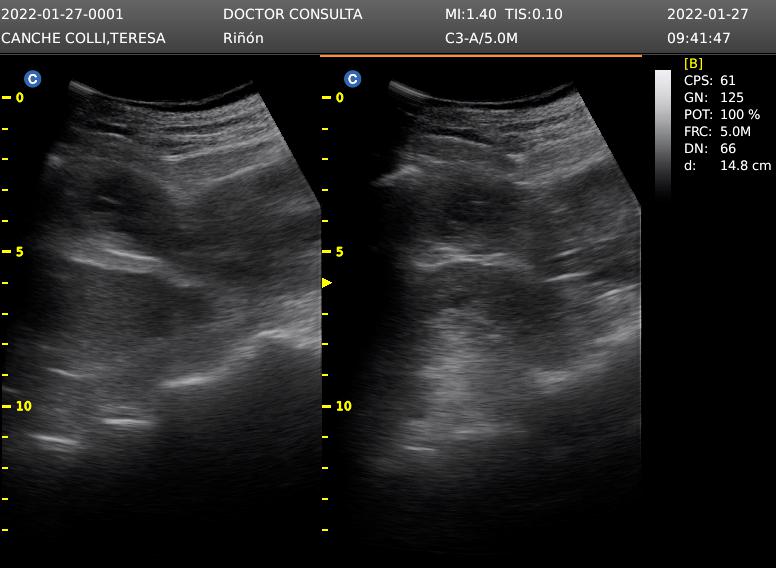 2022-01-27-0001 DOCTOR CONSULTA MI:1.40 TIS:0.10 2022-01-27
CANCHE COLLI,TERESA Riñón C3-A/5.0M 09:41:47
C C [B]
0 0 CPS: 61
GN: 125
POT: 100 %
FRC: 5.0M
DN: 66
d: 14.8 cm
5 5
10 10